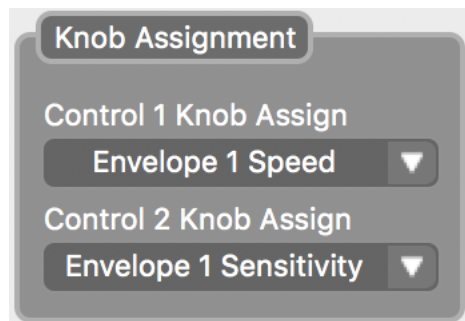 Knob Assignment
Control 1 Knob Assign
Envelope 1 Speed
Control 2 Knob Assign
Envelope 1 Sensitivity